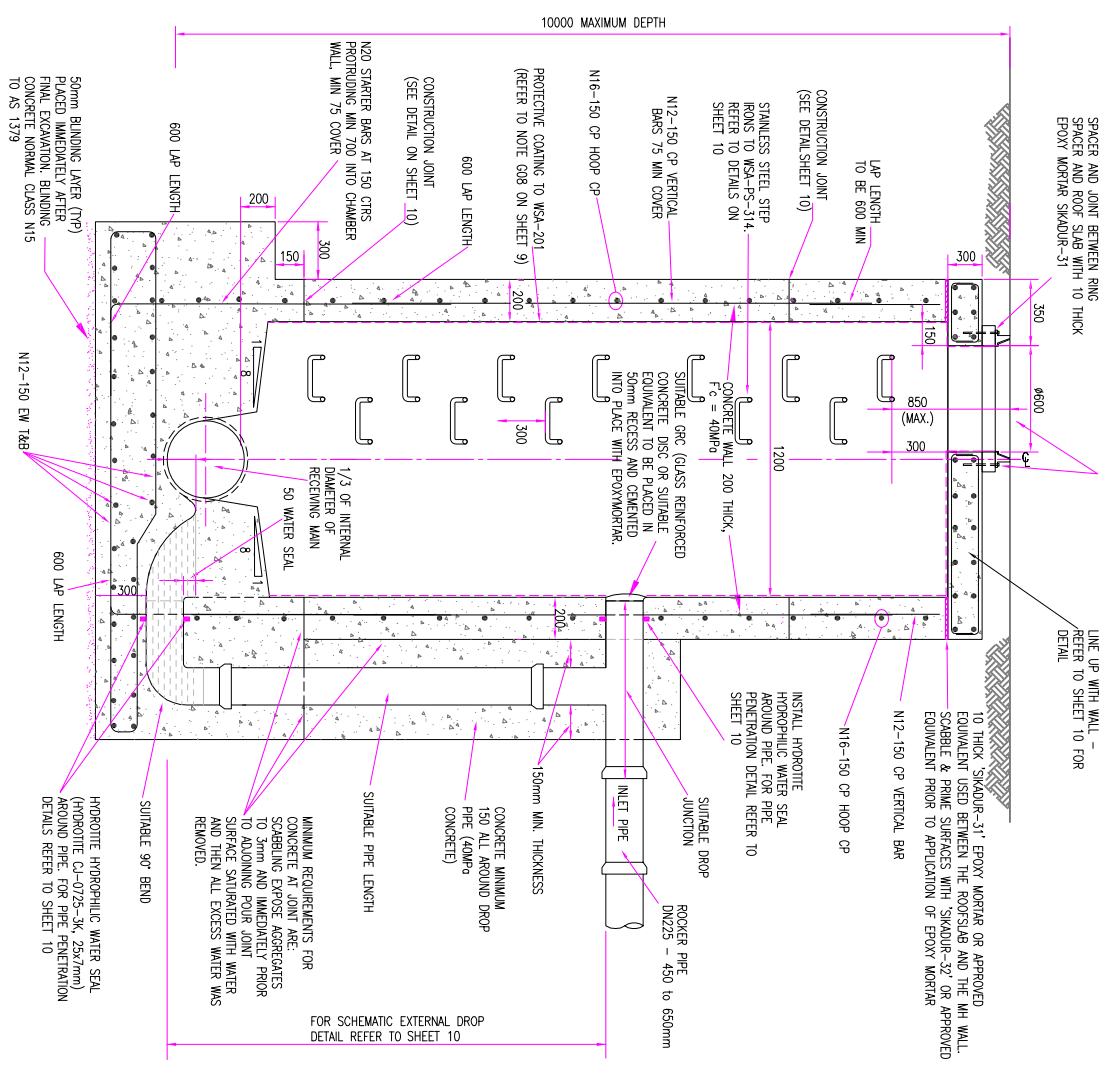 10000 MAXIMUM DEPTH
SPACER AND JOINT BETWEEN RING
SPACER AND ROOF SLAB WITH 10 THICK
EPOXY MORTAR SIKADUR-31
LAP LENGTH
TO BE 600 MIN
CONSTRUCTION JOINT
(SEE DETAILSHEET 10)
STAINLESS STEEL STEP
IRONS TO WSA-PS-314.
REFER TO DETAILS ON
SHEET 10
N12-150 CP VERTICAL
BARS 75 MIN COVER
N16-150 CP HOOP CP
PROTECTIVE COATING TO WSA-201
(REFER TO NOTE G08 ON SHEET 9)
600 LAP LENGTH
CONSTRUCTION JOINT
(SEE DETAIL ON SHEET 10)
N20 STARTER BARS AT 150 CTRS
PROTRUDING MIN 700 INTO CHAMBER
WALL, MIN 75 COVER
600 LAP LENGTH
50mm BLINDING LAYER (TYP)
PLACED IMMEDIATELY AFTER
FINAL EXCAVATION. BLINDING
CONCRETE NORMAL CLASS N15
TO AS 1379
300
350
150
Ø600
850
(MAX.)
300
℄
200
300
150
200
1200
300
CONCRETE WALL 200 THICK,
F'c = 40MPa
SUITABLE GRC (GLASS REINFORCED
CONCRETE DISC OR SUITABLE
EQUIVALENT TO BE PLACED IN
50mm RECESS AND CEMENTED
INTO PLACE WITH EPOXYMORTAR.
1
8
8
1
1/3 OF INTERNAL
DIAMETER OF
RECEIVING MAIN
50 WATER SEAL
N12-150 EW T&B
600 LAP LENGTH
300
200
LINE UP WITH WALL -
REFER TO SHEET 10 FOR
DETAIL
10 THICK 'SIKADUR-31' EPOXY MORTAR OR APPROVED
EQUIVALENT USED BETWEEN THE ROOFSLAB AND THE MH WALL.
SCABBLE & PRIME SURFACES WITH 'SIKADUR-32' OR APPROVED
EQUIVALENT PRIOR TO APPLICATION OF EPOXY MORTAR
N12-150 CP VERTICAL BAR
N16-150 CP HOOP CP
INSTALL HYDROTITE
HYDROPHILIC WATER SEAL
AROUND PIPE. FOR PIPE
PENETRATION DETAIL REFER TO
SHEET 10
SUITABLE DROP
JUNCTION
INLET PIPE
ROCKER PIPE
DN225 - 450 to 650mm
150mm MIN. THICKNESS
CONCRETE MINIMUM
150 ALL AROUND DROP
PIPE (40MPa
CONCRETE)
SUITABLE PIPE LENGTH
MINIMUM REQUIREMENTS FOR
CONCRETE AT JOINT ARE:
SCABBLING EXPOSE AGGREGATES
TO 3mm AND IMMEDIATELY PRIOR
TO ADJOINING POUR JOINT
SURFACE SATURATED WITH WATER
AND THEN ALL EXCESS WATER WAS
REMOVED.
SUITABLE 90° BEND
HYDROTITE HYDROPHILIC WATER SEAL
(HYDROTITE CJ-0725-3K, 25x7mm)
AROUND PIPE. FOR PIPE PENETRATION
DETAILS REFER TO SHEET 10
FOR SCHEMATIC EXTERNAL DROP
DETAIL REFER TO SHEET 10